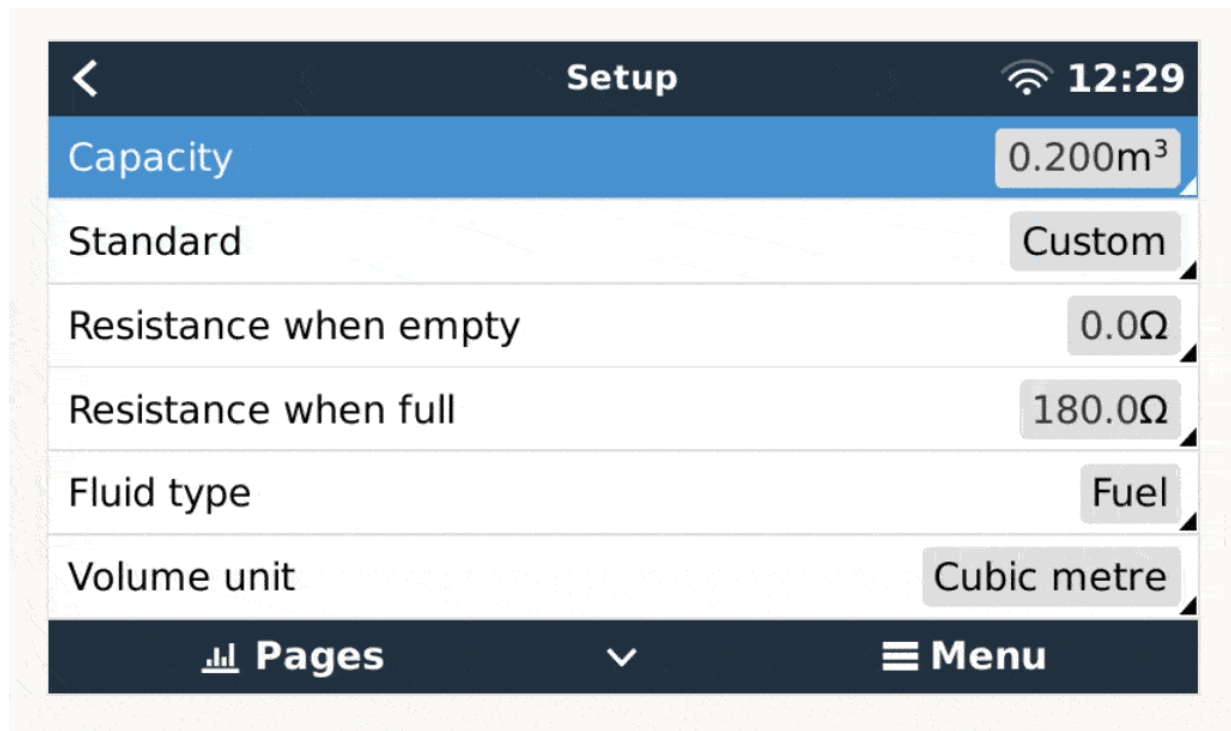 Setup 12:29
Capacity 0.200m³
Standard Custom
Resistance when empty 0.0Ω
Resistance when full 180.0Ω
Fluid type Fuel
Volume unit Cubic metre
Pages Menu